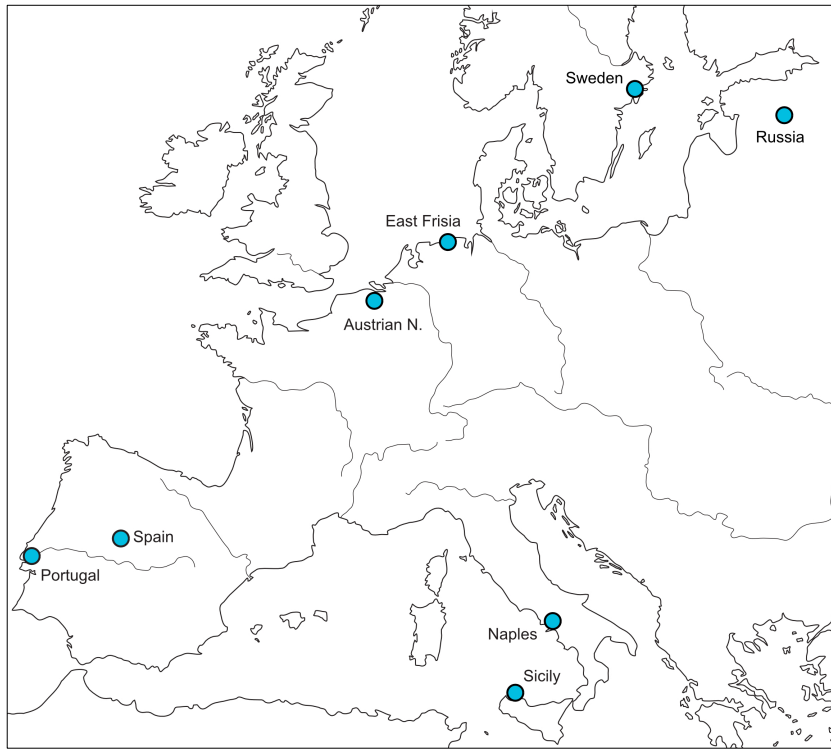 Sweden
Russia
East Frisia
Austrian N.
Spain
Portugal
Naples
Sicily